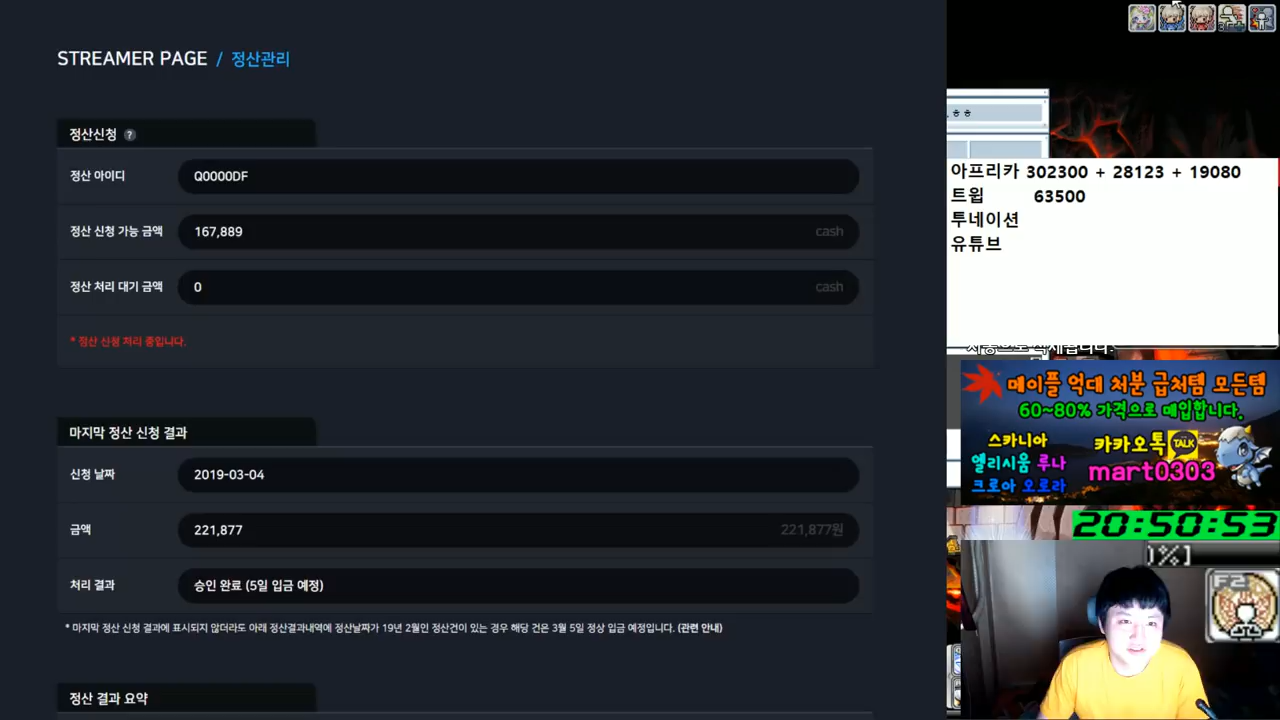 STREAMER PAGE / 정산관리
정산신청 ?
정산 아이디
Q0000DF
정산 신청 가능 금액
167,889
cash
정산 처리 대기 금액
0
cash
* 정산 신청 처리 중입니다.
마지막 정산 신청 결과
신청 날짜
2019-03-04
금액
221,877
221,877원
처리 결과
승인 완료 (5일 입금 예정)
* 마지막 정산 신청 결과에 표시되지 않더라도 아래 정산결과내역에 정산날짜가 19년 2월인 정산건이 있는 경우 해당 건은 3월 5일 정상 입금 예정입니다. (관련 안내)
정산 결과 요약
ㅎㅎ
아프리카 302300 + 28123 + 19080
트윕 63500
투네이션
유튜브
메이플 억대 처분 급처템 모든템
60~80% 가격으로 매입합니다.
스카니아
엘리시움 루나
크로아 오로라
카카오톡 TALK
mart0303
20:50:53
)%]
F2